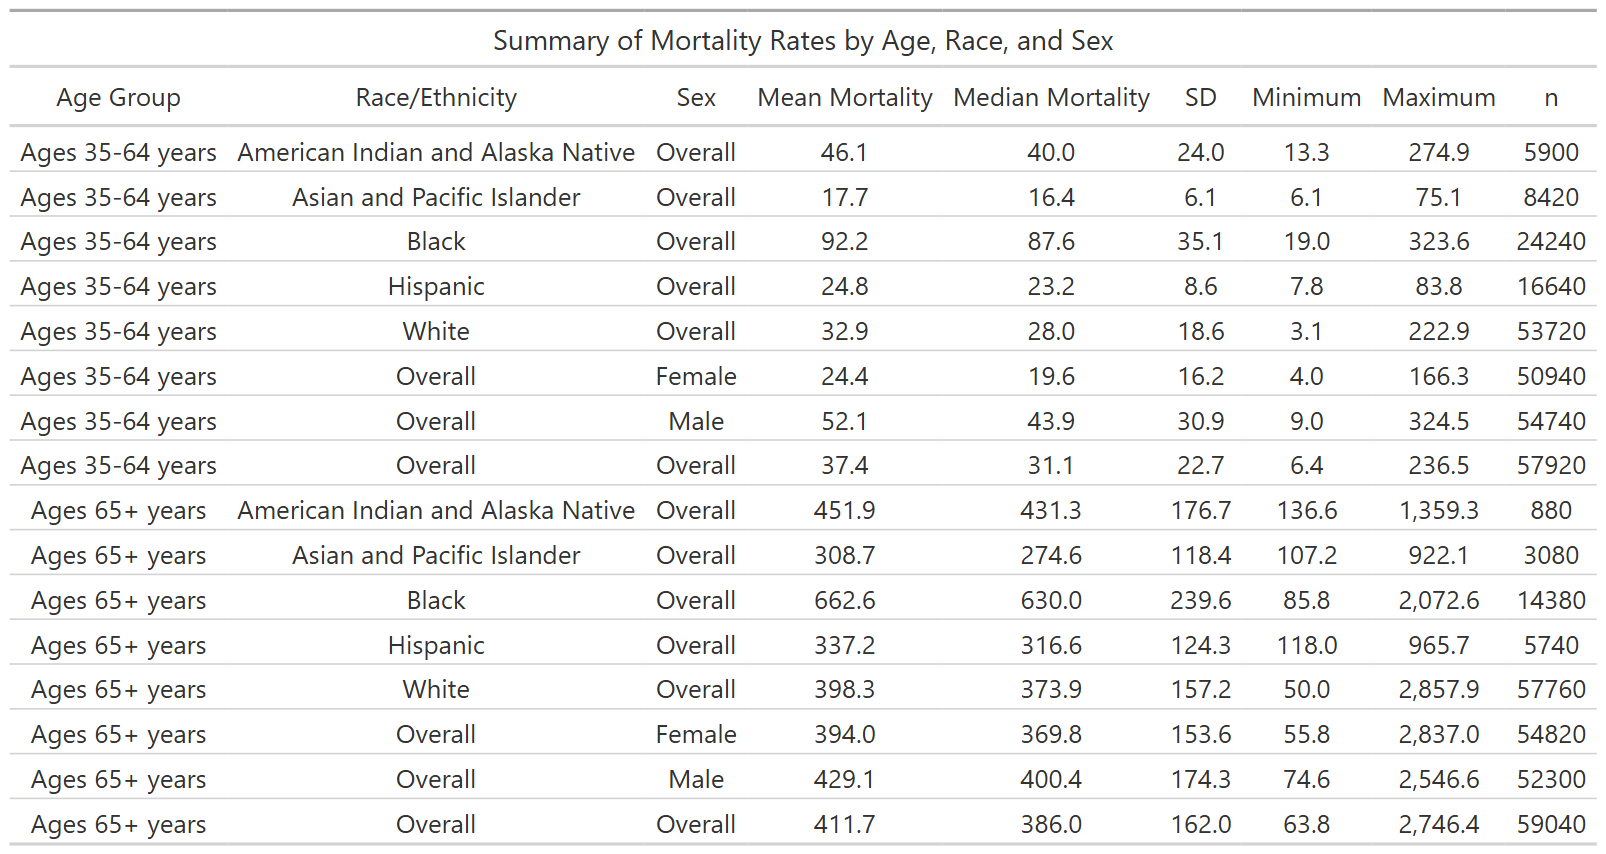 Summary of Mortality Rates by Age, Race, and Sex
Age Group Race/Ethnicity Sex Mean Mortality Median Mortality SD Minimum Maximum n
Ages 35-64 years American Indian and Alaska Native Overall 46.1 40.0 24.0 13.3 274.9 5900
Ages 35-64 years Asian and Pacific Islander Overall 17.7 16.4 6.1 6.1 75.1 8420
Ages 35-64 years Black Overall 92.2 87.6 35.1 19.0 323.6 24240
Ages 35-64 years Hispanic Overall 24.8 23.2 8.6 7.8 83.8 16640
Ages 35-64 years White Overall 32.9 28.0 18.6 3.1 222.9 53720
Ages 35-64 years Overall Female 24.4 19.6 16.2 4.0 166.3 50940
Ages 35-64 years Overall Male 52.1 43.9 30.9 9.0 324.5 54740
Ages 35-64 years Overall Overall 37.4 31.1 22.7 6.4 236.5 57920
Ages 65+ years American Indian and Alaska Native Overall 451.9 431.3 176.7 136.6 1,359.3 880
Ages 65+ years Asian and Pacific Islander Overall 308.7 274.6 118.4 107.2 922.1 3080
Ages 65+ years Black Overall 662.6 630.0 239.6 85.8 2,072.6 14380
Ages 65+ years Hispanic Overall 337.2 316.6 124.3 118.0 965.7 5740
Ages 65+ years White Overall 398.3 373.9 157.2 50.0 2,857.9 57760
Ages 65+ years Overall Female 394.0 369.8 153.6 55.8 2,837.0 54820
Ages 65+ years Overall Male 429.1 400.4 174.3 74.6 2,546.6 52300
Ages 65+ years Overall Overall 411.7 386.0 162.0 63.8 2,746.4 59040